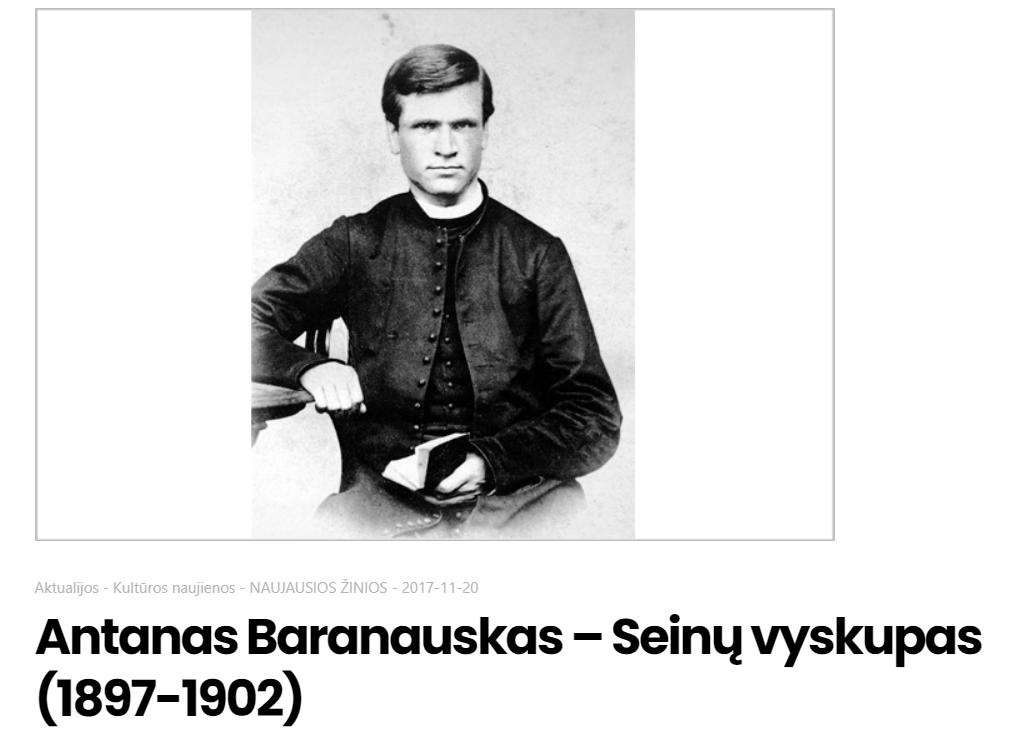 Aktualijos - Kultūros naujienos - NAUJAUSIOS ŽINIOS - 2017-11-20
Antanas Baranauskas – Seinų vyskupas
(1897-1902)